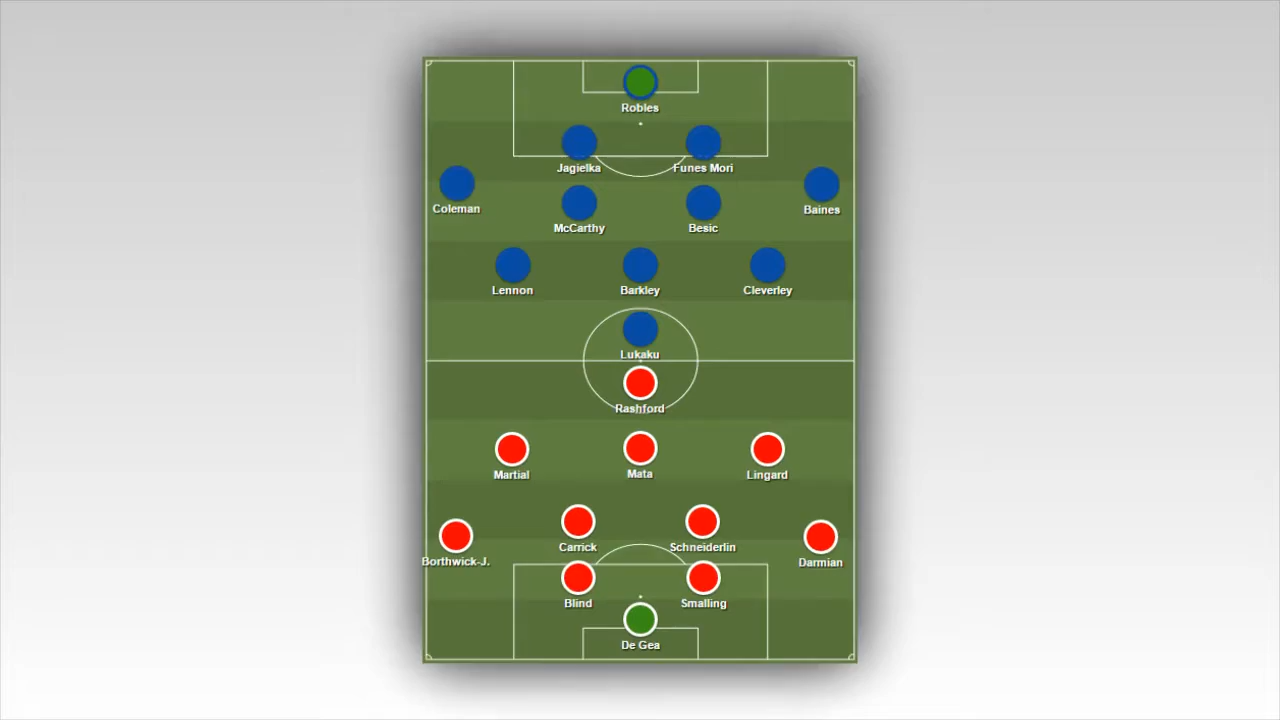 Robles
Jagielka
Funes Mori
Coleman
Baines
McCarthy
Besic
Lennon
Barkley
Cleverley
Lukaku
Rashford
Martial
Mata
Lingard
Carrick
Schneiderlin
Borthwick-J.
Darmian
Blind
Smalling
De Gea